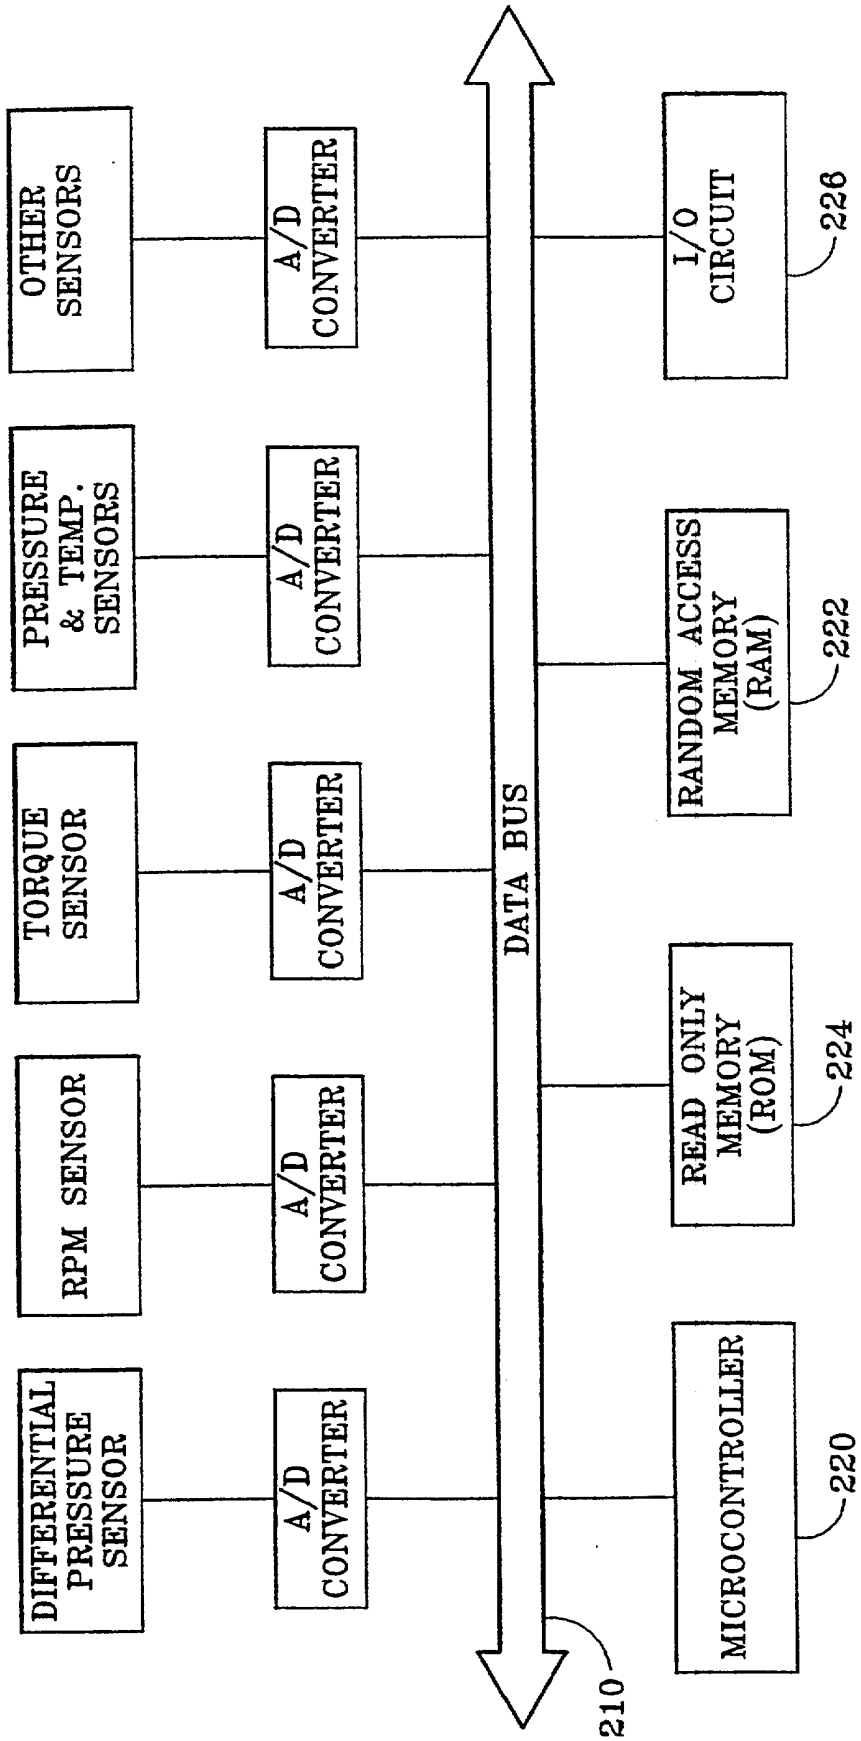 DIFFERENTIAL
PRESSURE
SENSOR
RPM SENSOR
TORQUE
SENSOR
PRESSURE
& TEMP.
SENSORS
OTHER
SENSORS
A/D
CONVERTER
A/D
CONVERTER
A/D
CONVERTER
A/D
CONVERTER
A/D
CONVERTER
DATA BUS
210
MICROCONTROLLER
220
READ ONLY
MEMORY
(ROM)
224
RANDOM ACCESS
MEMORY
(RAM)
222
I/O
CIRCUIT
226